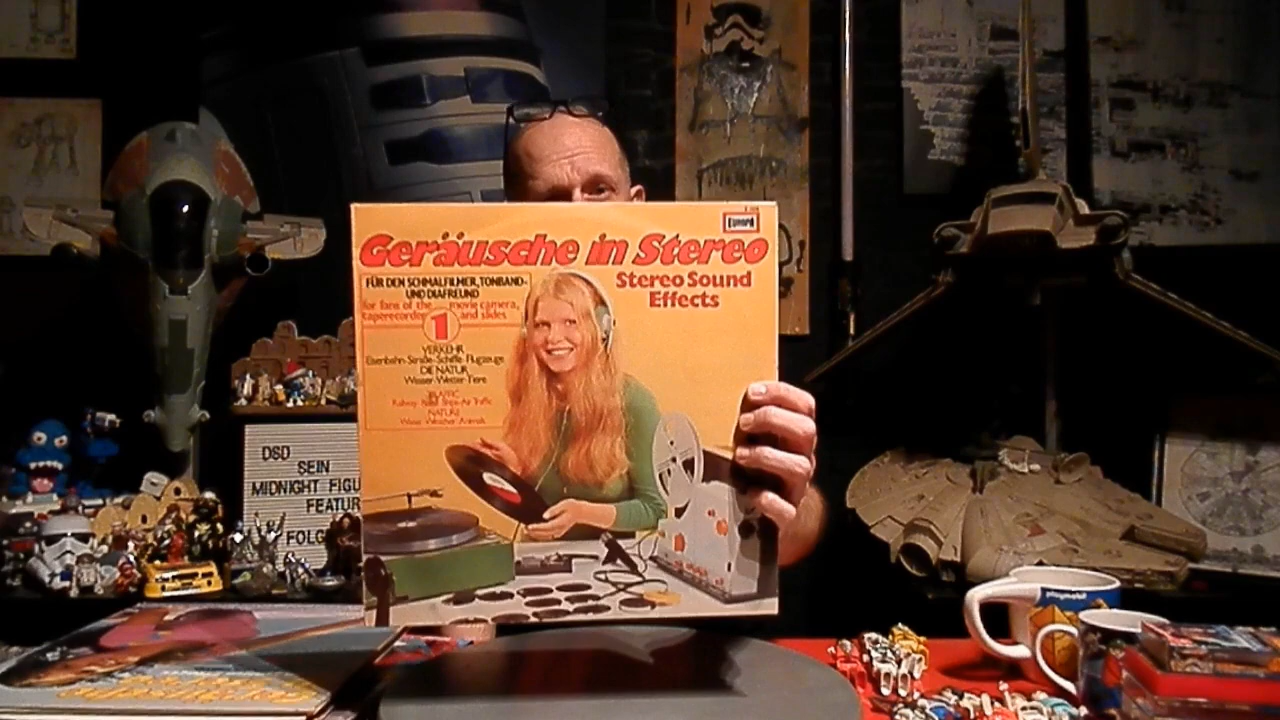 Europa
Geräusche in Stereo
Stereo Sound
Effects
FÜR DEN SCHMALFILMER, TONBAND-
UND DIAFREUND
for fans of the movie camera,
taperecorder and slides
1
VERKEHR
Eisenbahn-Straße-Schiffe-Flugzeuge
DIE NATUR
Wasser-Wetter-Tiere
TRAFFIC
NATURE
DSD
SEIN
MIDNIGHT FIGU
FEATUR
FOLG
playmobil